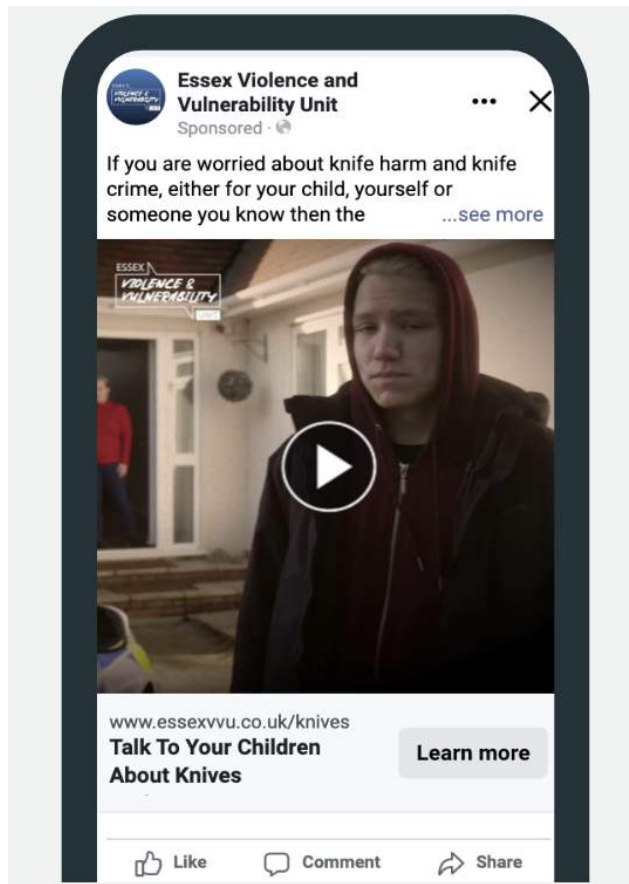 Essex Violence and
Vulnerability Unit
Sponsored ·
If you are worried about knife harm and knife
crime, either for your child, yourself or
someone you know then the ...see more
ESSEX
VIOLENCE &
VULNERABILITY
UNIT
www.essexvvu.co.uk/knives
Talk To Your Children
About Knives
Learn more
Like Comment Share